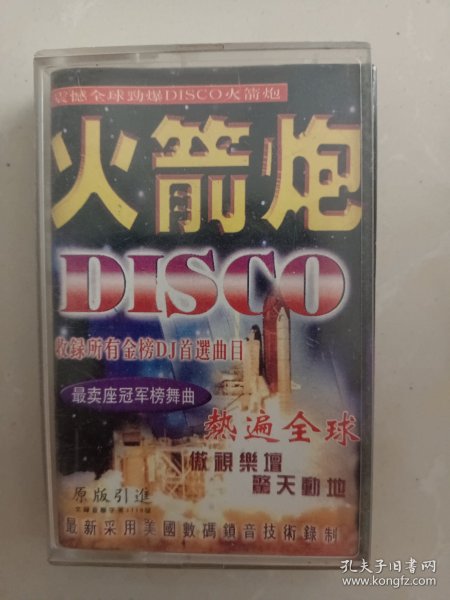 震憾全球勁爆DISCO火箭炮
火箭炮
DISCO
收録所有金榜DJ首選曲目
最卖座冠军榜舞曲
熱遍全球
傲視樂壇
驚天動地
原版引進
最新采用美國數碼鎖音技術錄制
孔夫子旧书网
www.kongfz.com